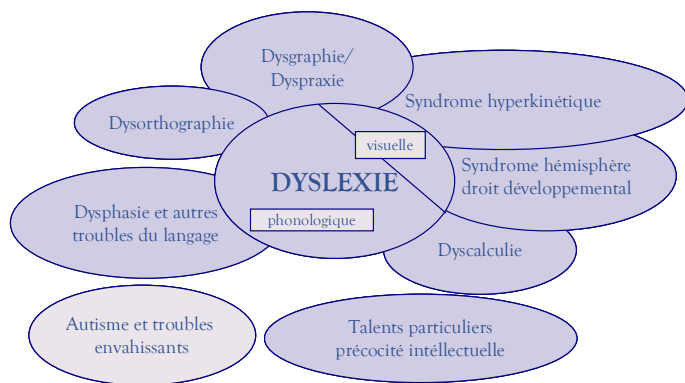 Dysgraphie/
Dyspraxie
Syndrome hyperkinétique
Dysorthographie
visuelle
Syndrome hémisphère
droit développemental
DYSLEXIE
Dysphasie et autres
troubles du langage
phonologique
Dyscalculie
Autisme et troubles
envahissants
Talents particuliers
précocité intéllectuelle